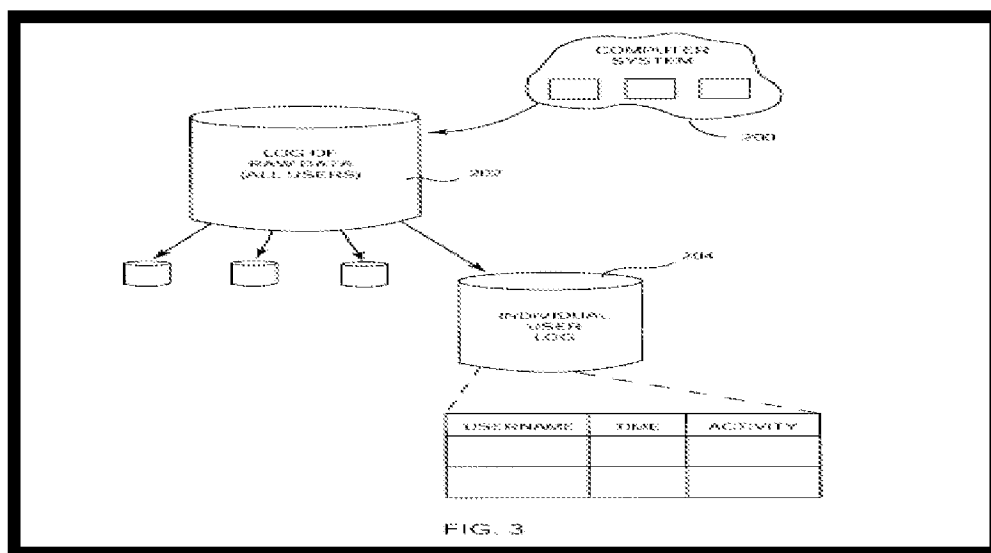 COMPUTER
SYSTEM
200
LOG OF
RAW DATA
(ALL USERS)
202
204
INDIVIDUAL
USER
LOG
USERNAME TIME ACTIVITY
FIG. 3